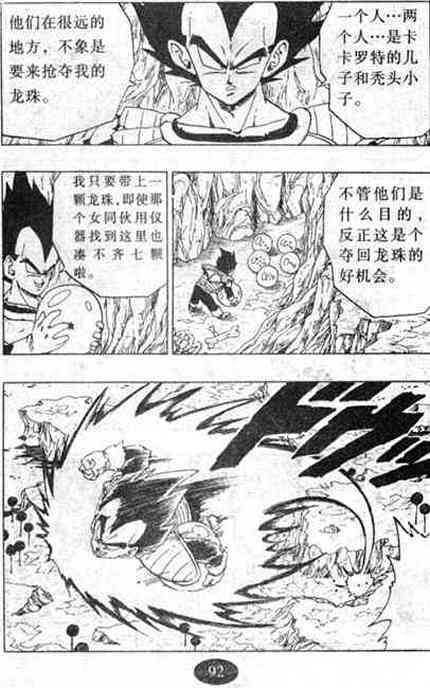 一个人…两
个人…是卡
卡罗特的儿
子和秃头小
子。
他们在很远的
地方，不象是
要来抢夺我的
龙珠。
不管他们是
什么目的，
反正这是个
夺回龙珠的
好机会。
我只要带上一
颗龙珠，即使那
个女同伙用仪
器找到这里也
凑不齐七颗
啦。
92